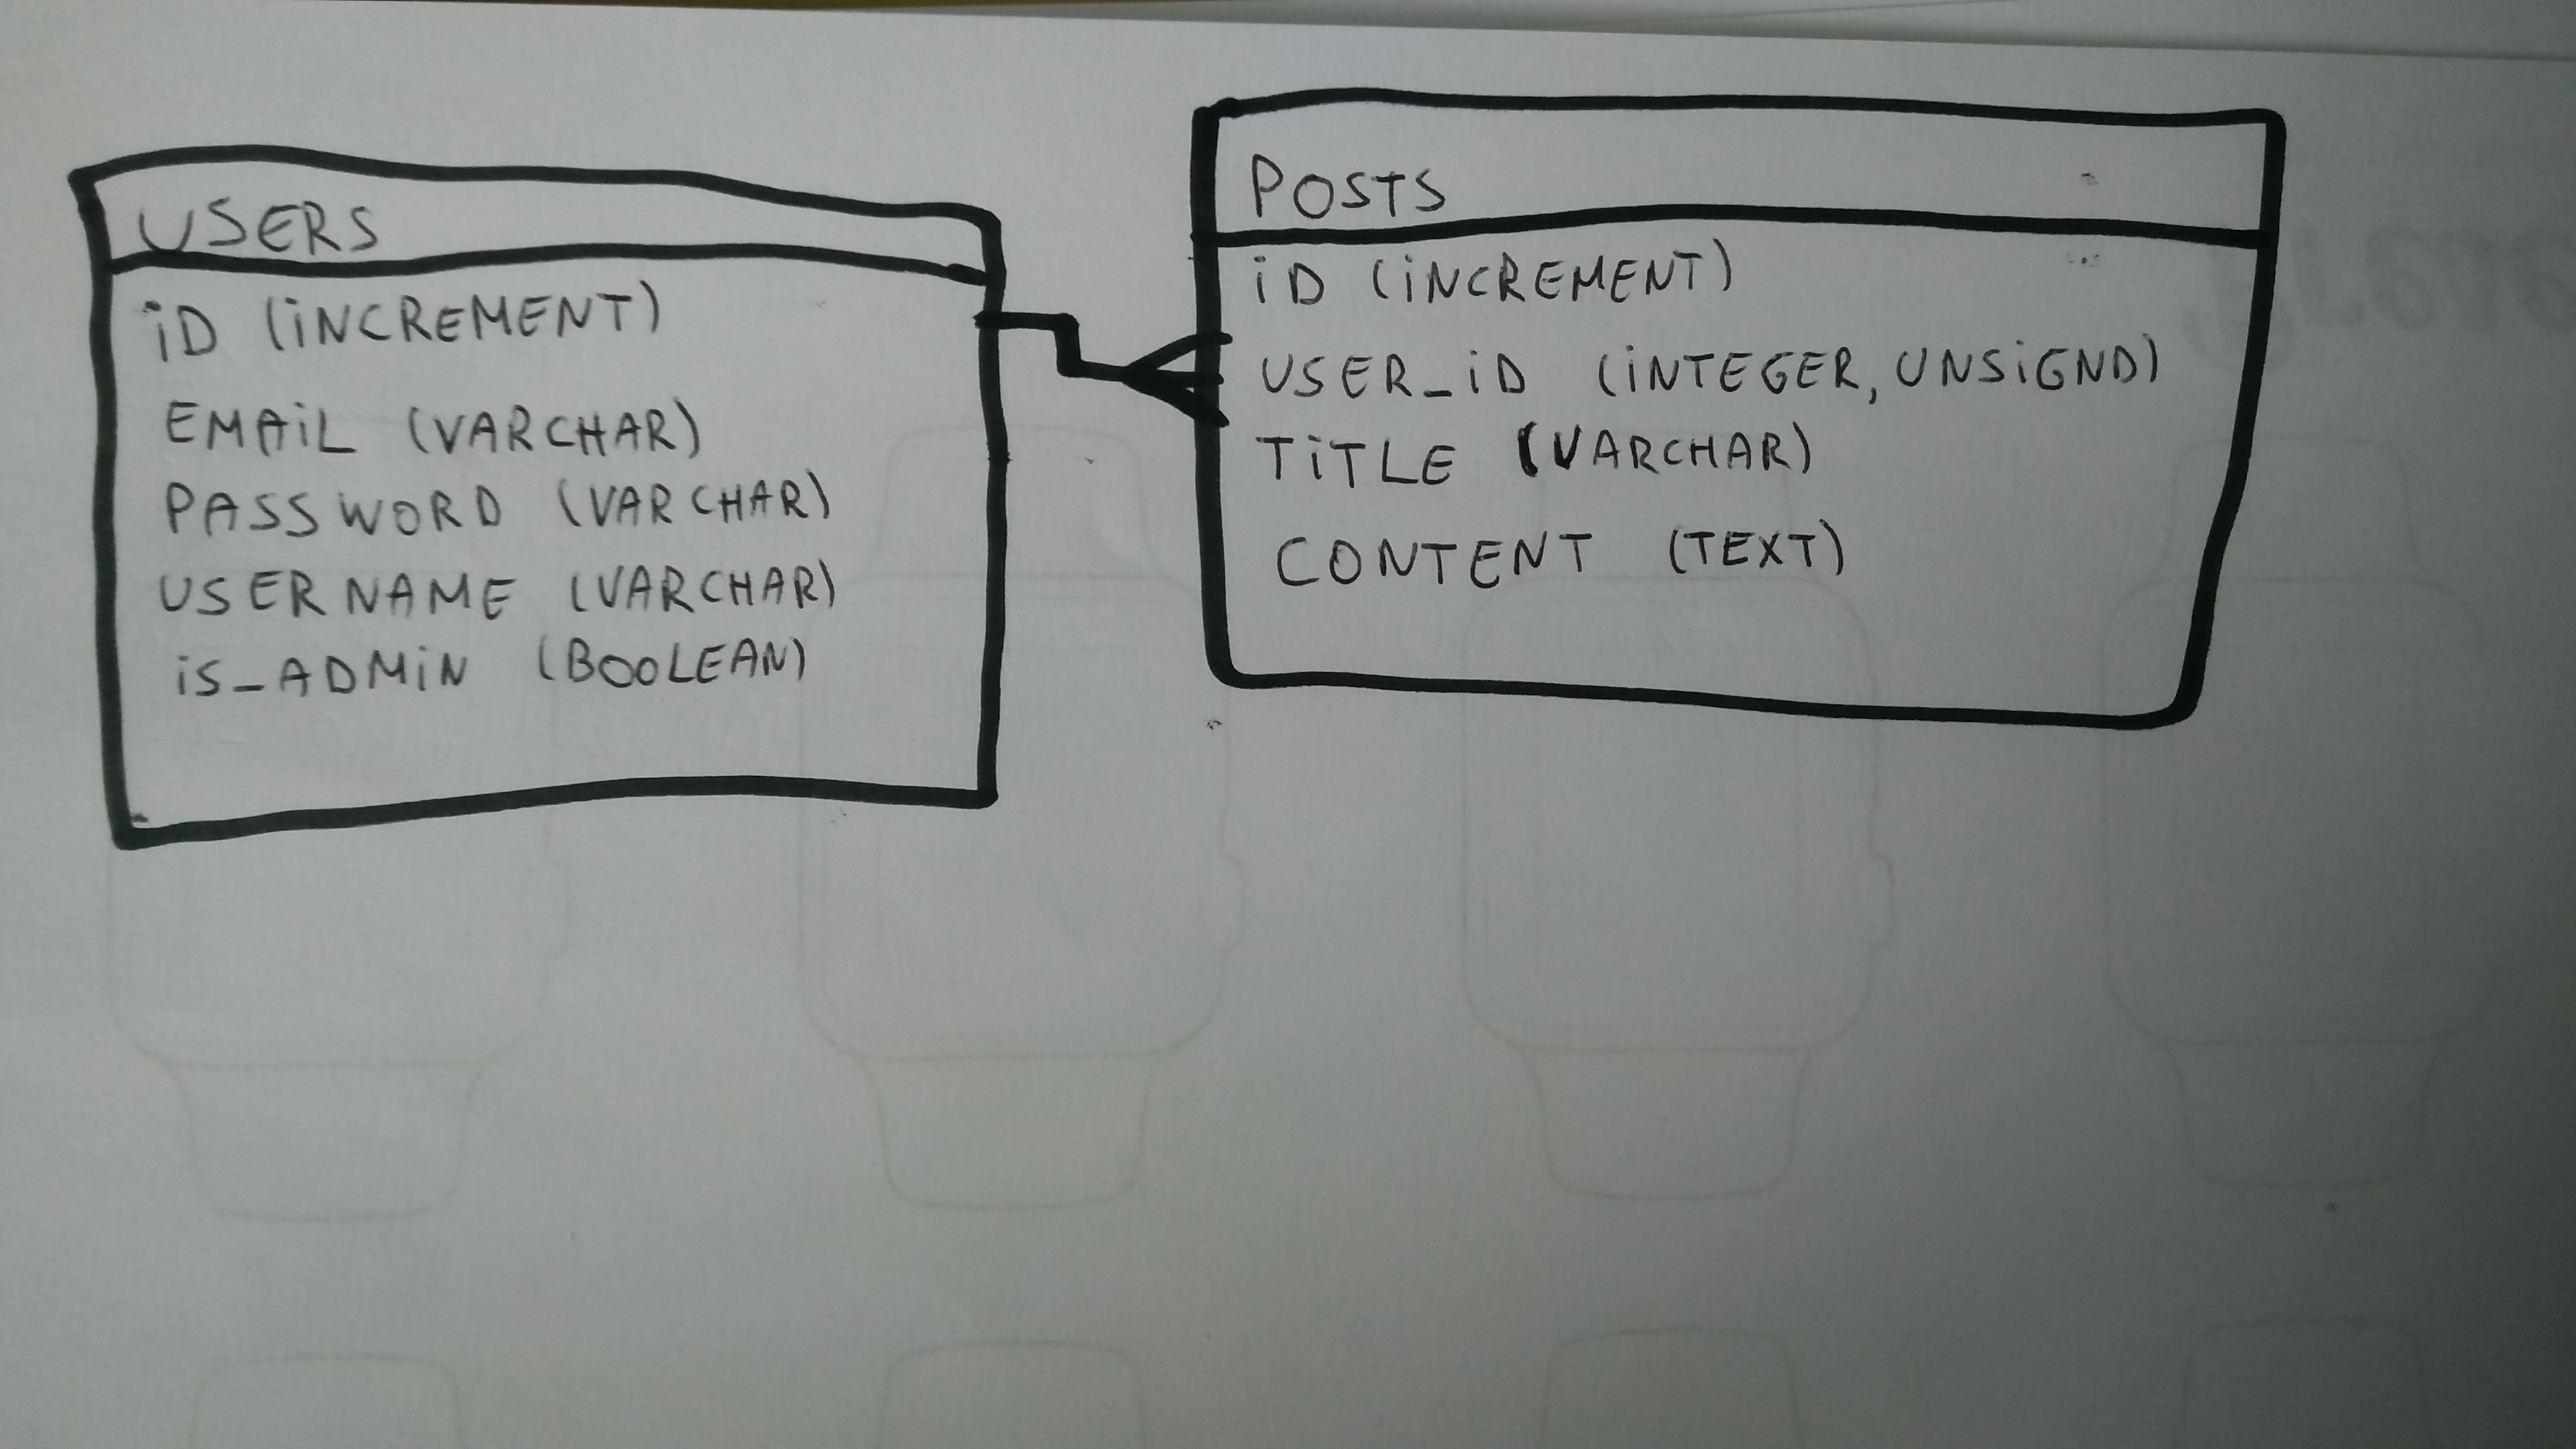 USERS
iD (iNCREMENT)
EMAiL (VARCHAR)
PASSWORD (VARCHAR)
USERNAME (VARCHAR)
iS_ADMiN (BOOLEAN)
POSTS
iD (iNCREMENT)
USER_iD (iNTEGER, UNSiGND)
TiTLE (VARCHAR)
CONTENT (TEXT)